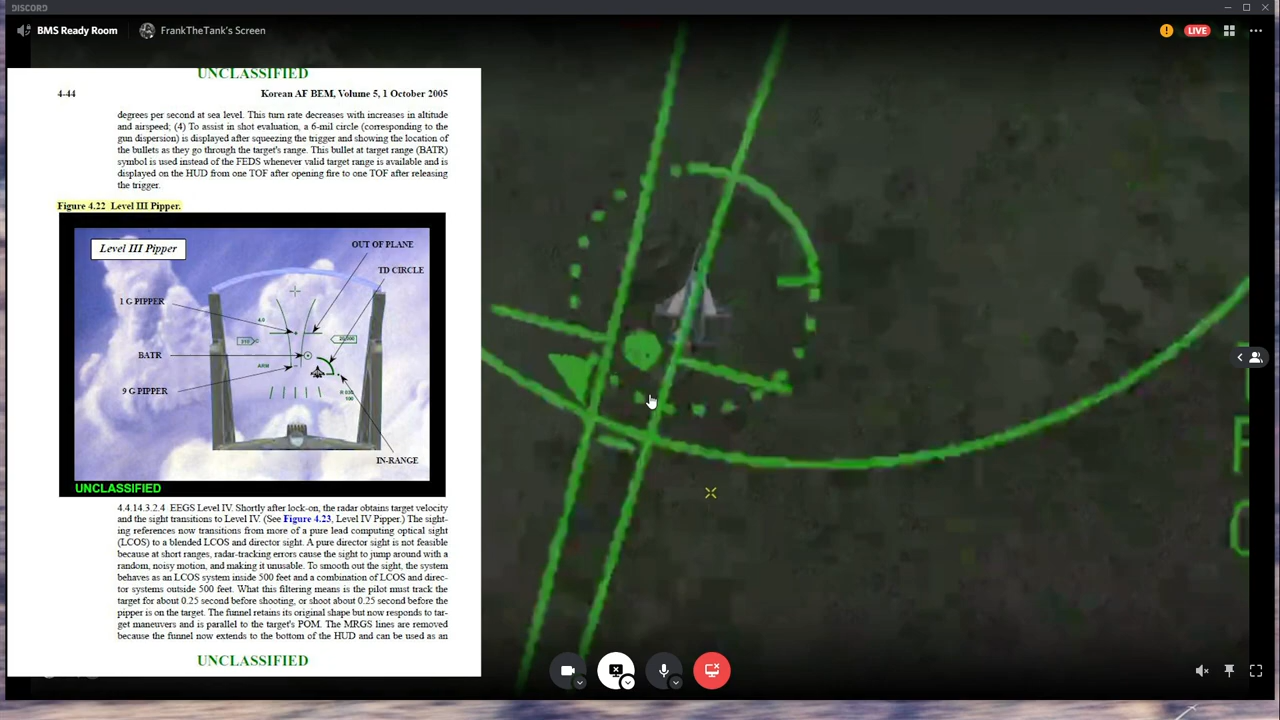 DISCORD
BMS Ready Room
FrankTheTank's Screen
LIVE
UNCLASSIFIED
4-44
Korean AF BEM, Volume 5, 1 October 2005
degrees per second at sea level. This turn rate decreases with increases in altitude
and airspeed; (4) To assist in shot evaluation, a 6-mil circle (corresponding to the
gun dispersion) is displayed after squeezing the trigger and showing the location of
the bullets as they go through the target's range. This bullet at target range (BATR)
symbol is used instead of the FEDS whenever valid target range is available and is
displayed on the HUD from one TOF after opening fire to one TOF after releasing
the trigger.
Figure 4.22 Level III Pipper.
Level III Pipper
OUT OF PLANE
TD CIRCLE
1 G PIPPER
4.0
BATR
ARM
9 G PIPPER
IN-RANGE
UNCLASSIFIED
4.4.14.3.2.4 EEGS Level IV. Shortly after lock-on, the radar obtains target velocity
and the sight transitions to Level IV. (See Figure 4.23, Level IV Pipper.) The sight-
ing references now transitions from more of a pure lead computing optical sight
(LCOS) to a blended LCOS and director sight. A pure director sight is not feasible
because at short ranges, radar-tracking errors cause the sight to jump around with a
random, noisy motion, and making it unusable. To smooth out the sight, the system
behaves as an LCOS system inside 500 feet and a combination of LCOS and direc-
tor systems outside 500 feet. What this filtering means is the pilot must track the
target for about 0.25 second before shooting, or shoot about 0.25 second before the
pipper is on the target. The funnel retains its original shape but now responds to tar-
get maneuvers and is parallel to the target's POM. The MRGS lines are removed
because the funnel now extends to the bottom of the HUD and can be used as an
UNCLASSIFIED